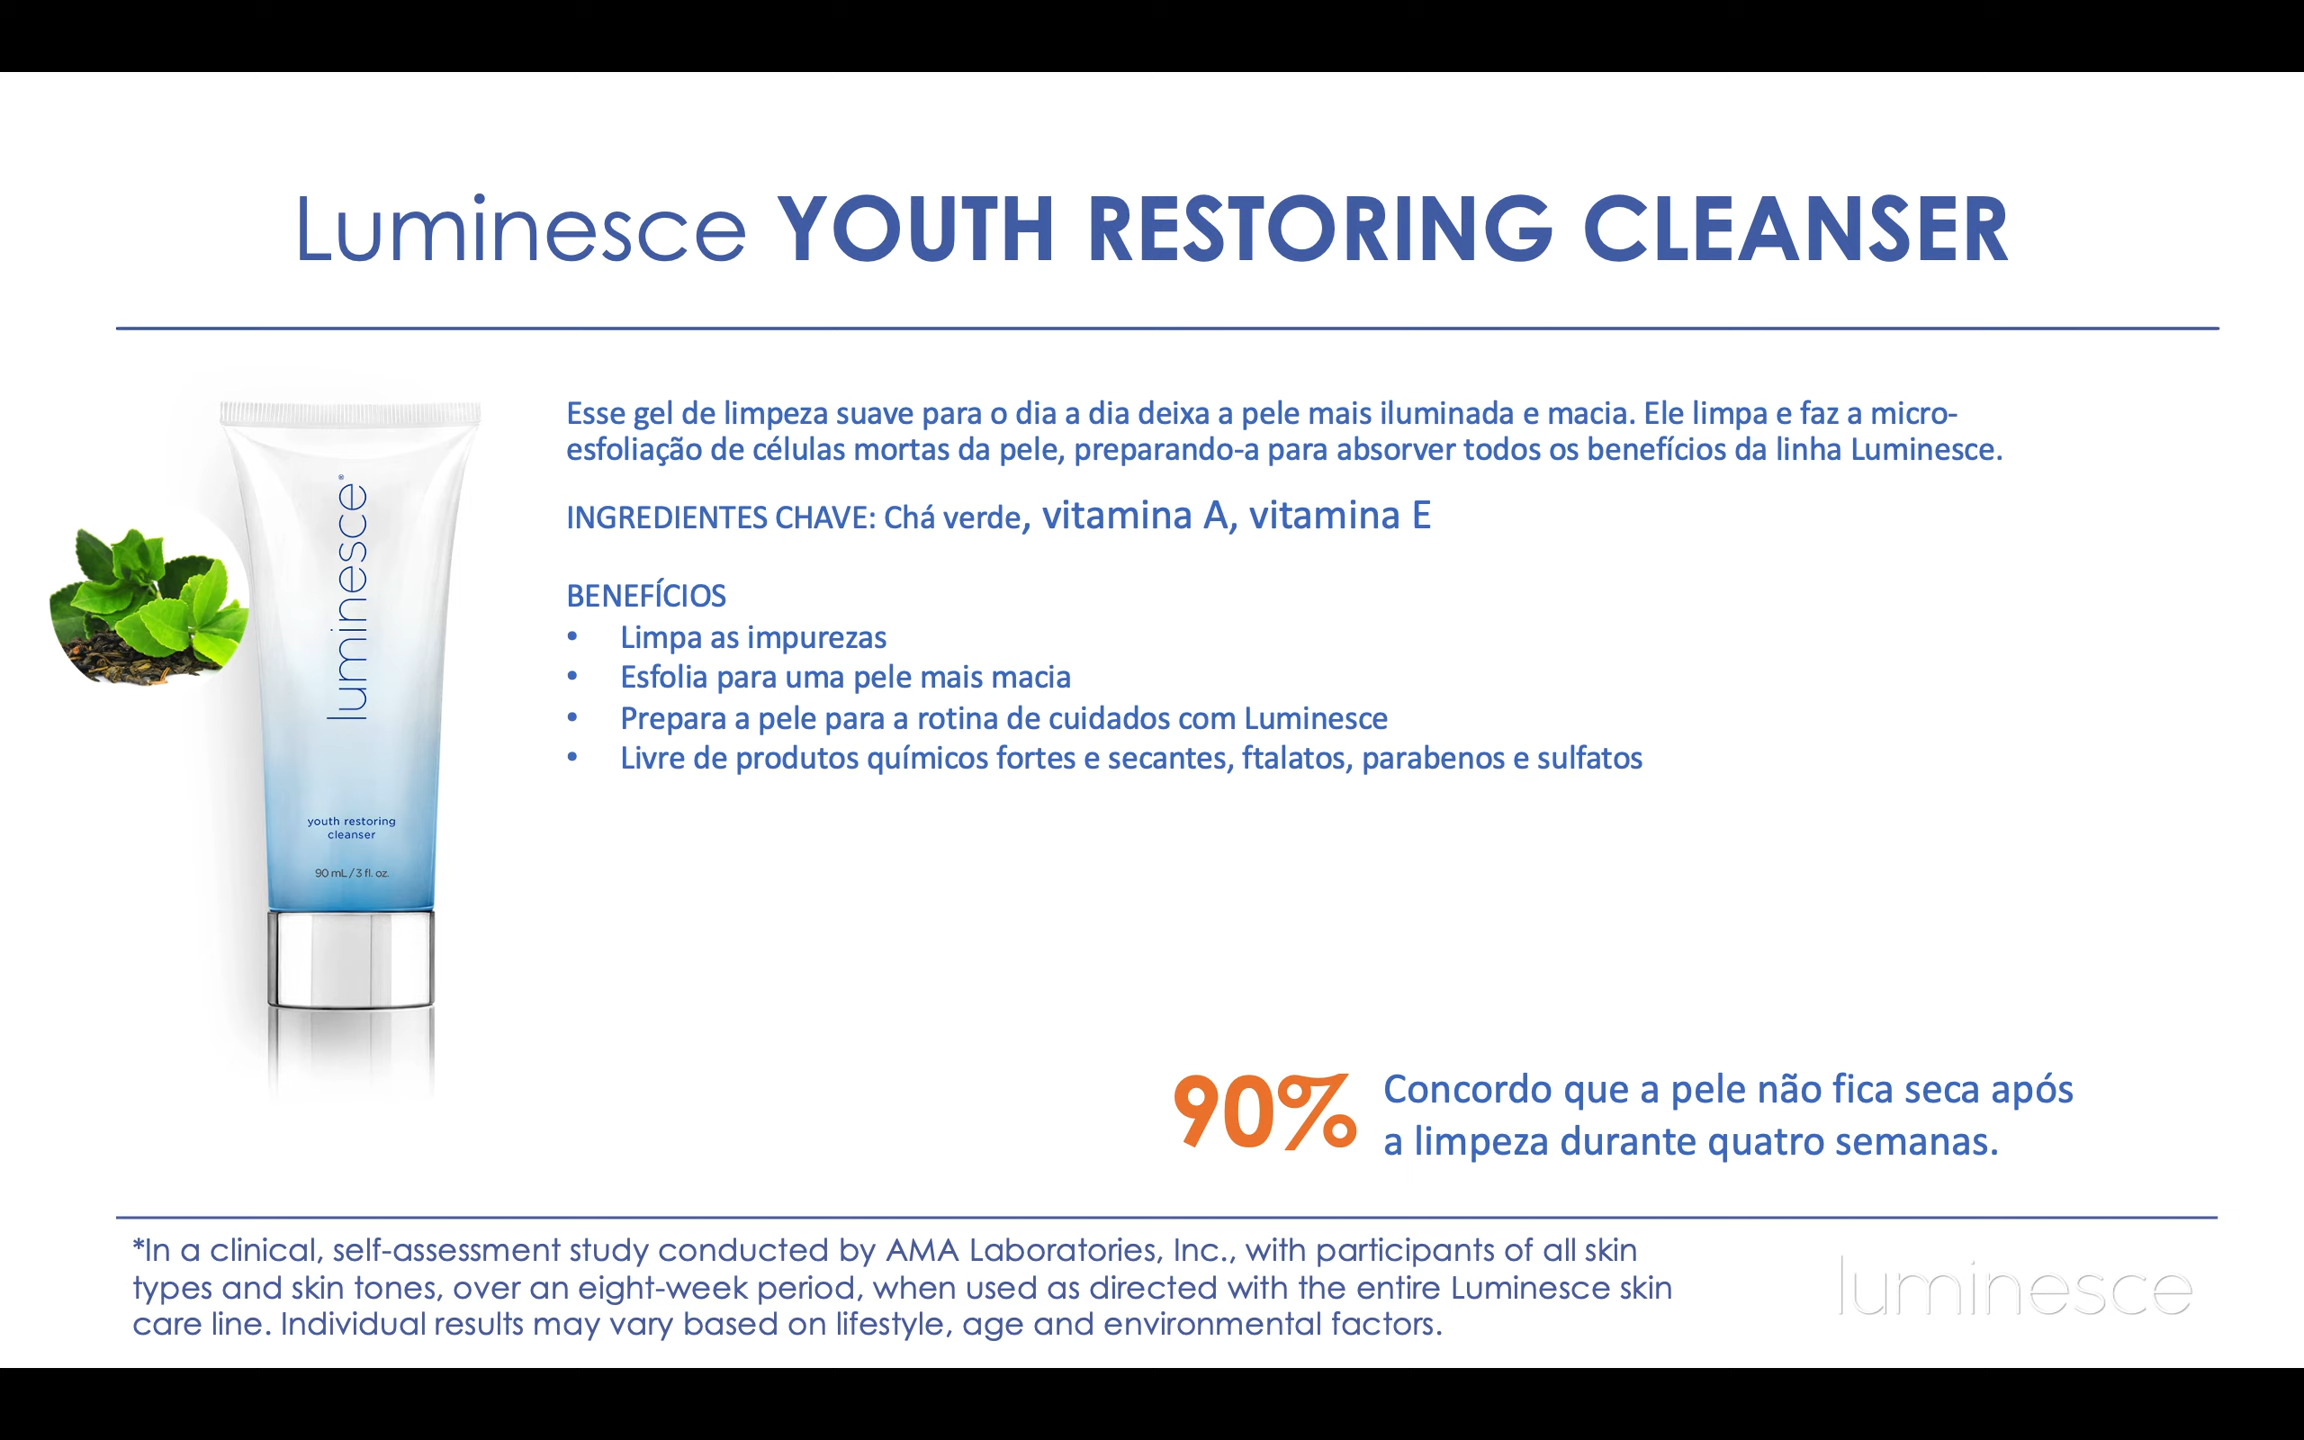 Luminesce YOUTH RESTORING CLEANSER
Esse gel de limpeza suave para o dia a dia deixa a pele mais iluminada e macia. Ele limpa e faz a micro-
esfoliação de células mortas da pele, preparando-a para absorver todos os benefícios da linha Luminesce.
INGREDIENTES CHAVE: Chá verde, vitamina A, vitamina E
BENEFÍCIOS
• Limpa as impurezas
• Esfolia para uma pele mais macia
• Prepara a pele para a rotina de cuidados com Luminesce
• Livre de produtos químicos fortes e secantes, ftalatos, parabenos e sulfatos
luminesce®
youth restoring
cleanser
90 mL / 3 fl. oz.
90% Concordo que a pele não fica seca após
a limpeza durante quatro semanas.
*In a clinical, self-assessment study conducted by AMA Laboratories, Inc., with participants of all skin
types and skin tones, over an eight-week period, when used as directed with the entire Luminesce skin
care line. Individual results may vary based on lifestyle, age and environmental factors.
luminesce